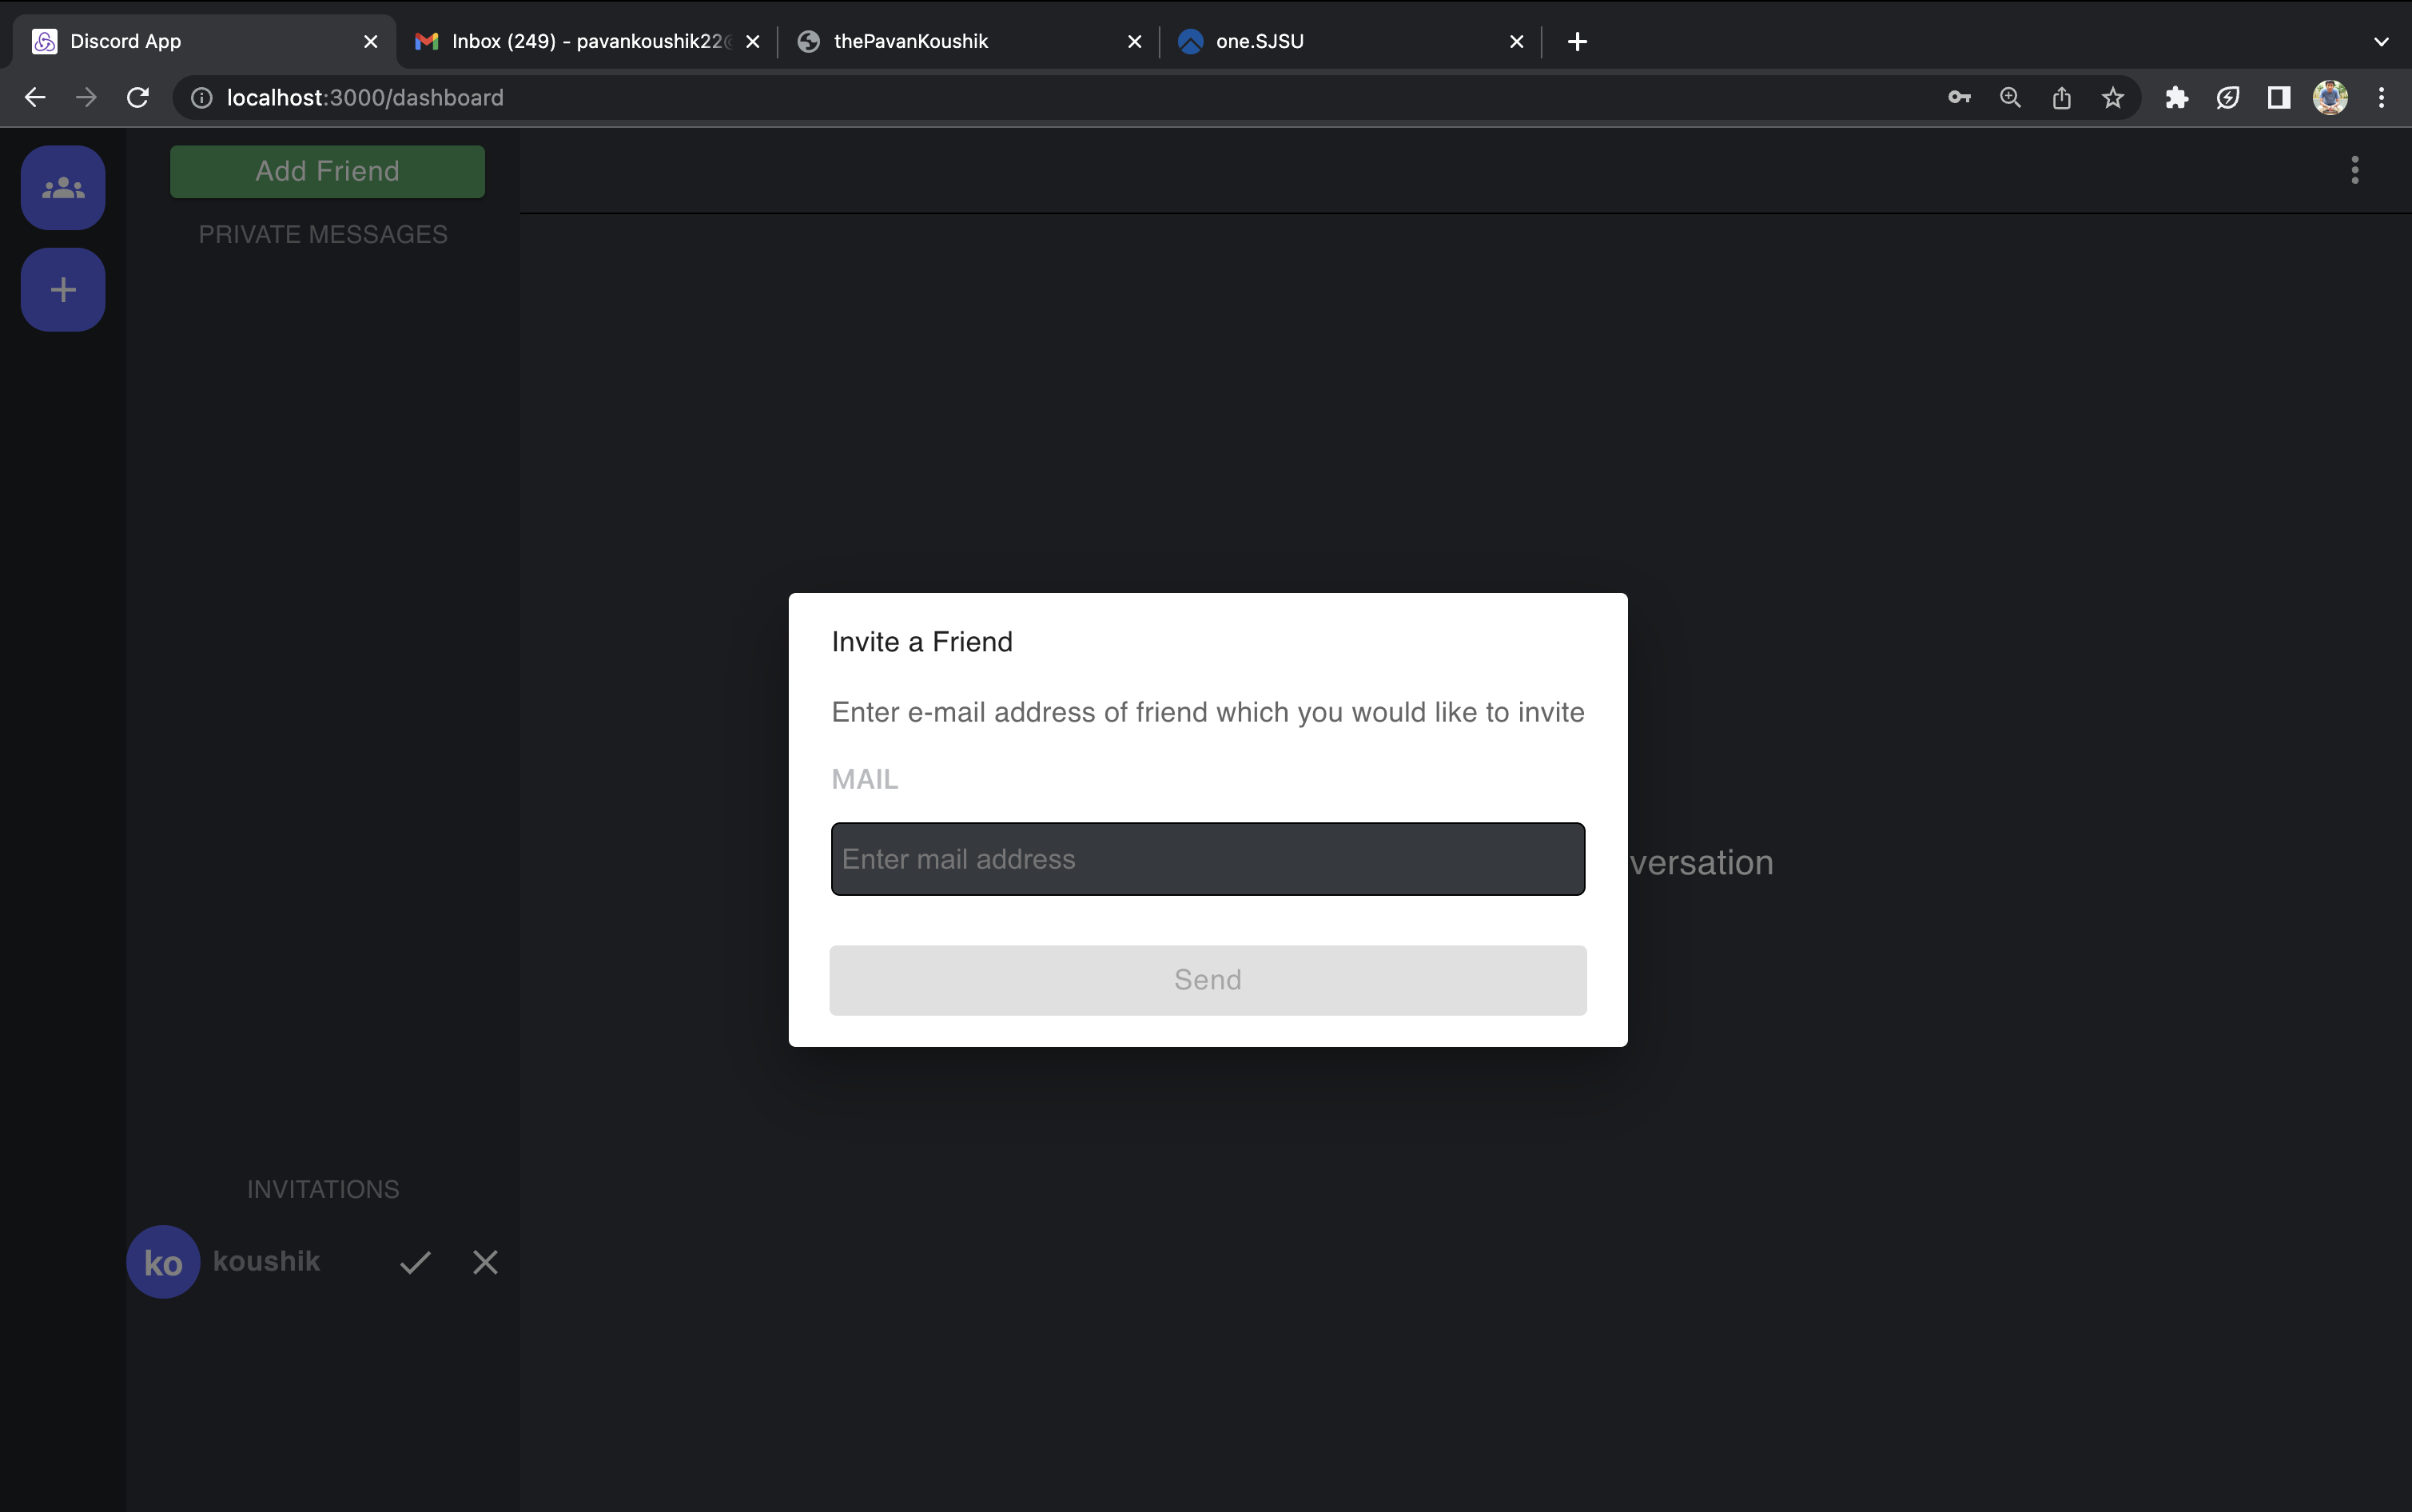 Discord App
Inbox (249) - pavankoushik22
thePavanKoushik
one.SJSU
localhost:3000/dashboard
Add Friend
PRIVATE MESSAGES
Invite a Friend
Enter e-mail address of friend which you would like to invite
MAIL
Enter mail address
versation
Send
INVITATIONS
ko
koushik